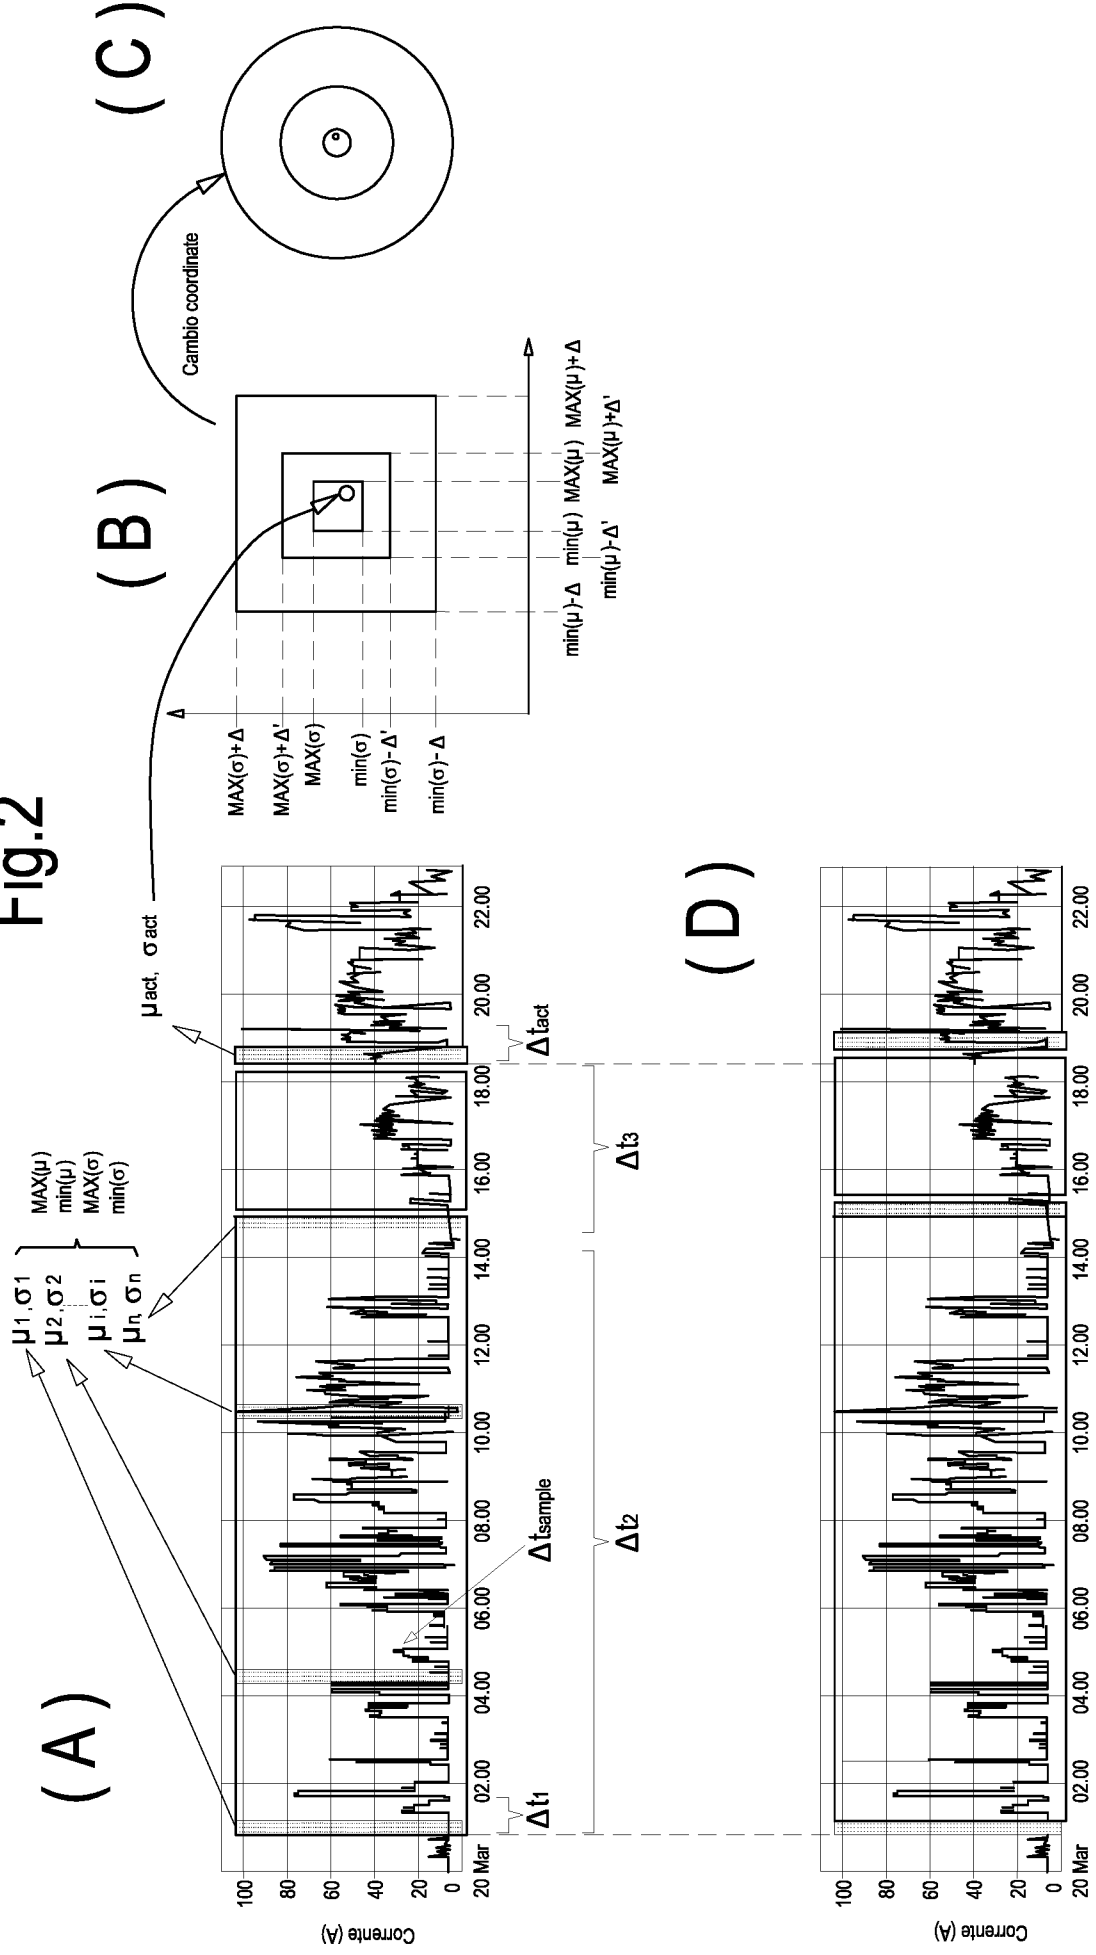 Fig.2
( A )
μ1,σ1
μ2,σ2
μi,σi
μn,σn
MAX(μ)
min(μ)
MAX(σ)
min(σ)
μact, σact
Corrente (A)
100
80
60
40
20
0
20 Mar
02.00
04.00
06.00
08.00
10.00
12.00
14.00
16.00
18.00
20.00
22.00
Δt1
Δtsample
Δt2
Δt3
Δtact
( B )
MAX(σ)+Δ
MAX(σ)+Δ'
MAX(σ)
min(σ)
min(σ)-Δ'
min(σ)-Δ
min(μ)-Δ
min(μ)
MAX(μ)
MAX(μ)+Δ
min(μ)-Δ'
MAX(μ)+Δ'
Cambio coordinate
( C )
( D )
Corrente (A)
100
80
60
40
20
0
20 Mar
02.00
04.00
06.00
08.00
10.00
12.00
14.00
16.00
18.00
20.00
22.00